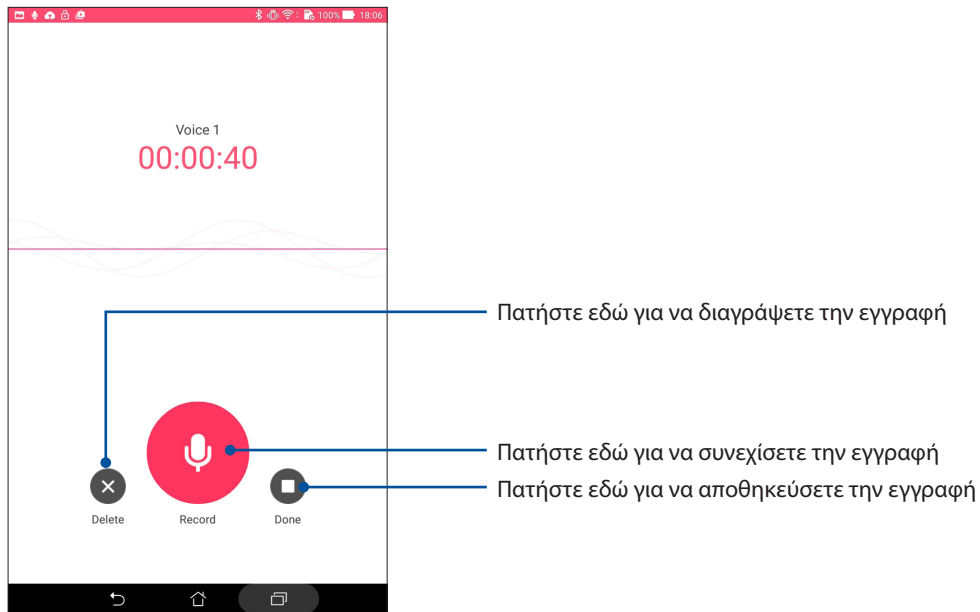 100% 18:06
Voice 1
00:00:40
Πατήστε εδώ για να διαγράψετε την εγγραφή
Πατήστε εδώ για να συνεχίσετε την εγγραφή
Πατήστε εδώ για να αποθηκεύσετε την εγγραφή
Delete Record Done